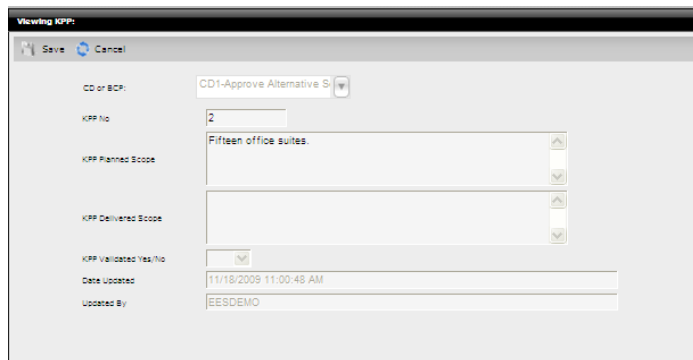 Viewing KPP:
Save Cancel
CD or BCP: CD1-Approve Alternative S
KPP No 2
KPP Planned Scope Fifteen office suites.
KPP Delivered Scope
KPP Validated Yes/No
Date Updated 11/18/2009 11:00:48 AM
Updated By EESDEMO